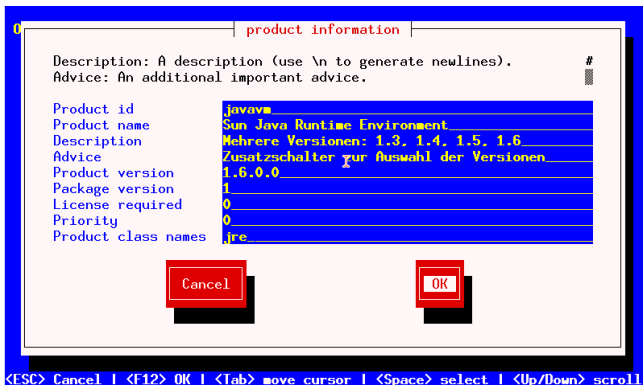 0
product information
Description: A description (use \n to generate newlines). #
Advice: An additional important advice.
Product id javavm
Product name Sun Java Runtime Environment
Description Mehrere Versionen: 1.3, 1.4, 1.5, 1.6
Advice Zusatzschalter zur Auswahl der Versionen
Product version 1.6.0.0
Package version 1
License required 0
Priority 0
Product class names jre
Cancel OK
<ESC> Cancel | <F12> OK | <Tab> move cursor | <Space> select | <Up/Down> scroll